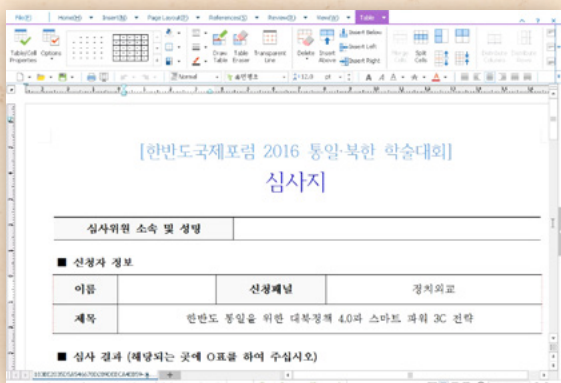 File(F) Home(H) Insert(N) Page Layout(Z) References(S) Review(R) View(W) Table
Table/Cell Properties
Options
Draw Table
Table Eraser
Transparent Line
Delete
Insert Above
Insert Below
Insert Left
Insert Right
Merge Cells
Split Cells
Normal
[한반도국제포럼 2016 통일·북한 학술대회]
심사지
심사위원 소속 및 성명
■ 신청자 정보
이름 신청패널 정치외교
제목 한반도 통일을 위한 대북정책 4.0과 스마트 파워 3C 전략
■ 심사 결과 (해당되는 곳에 O표를 하여 주십시오)